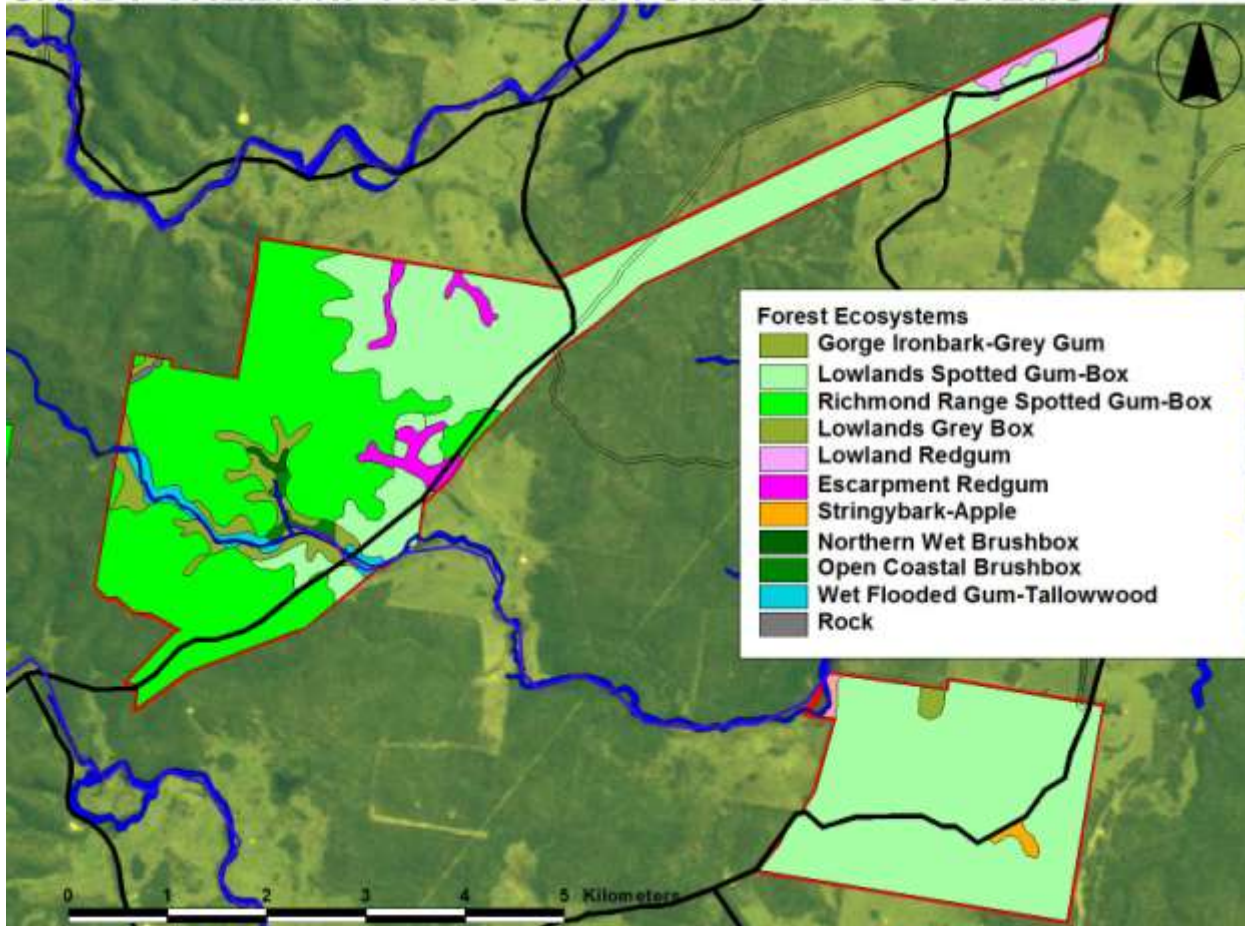 Forest Ecosystems
Gorge Ironbark-Grey Gum
Lowlands Spotted Gum-Box
Richmond Range Spotted Gum-Box
Lowlands Grey Box
Lowland Redgum
Escarpment Redgum
Stringybark-Apple
Northern Wet Brushbox
Open Coastal Brushbox
Wet Flooded Gum-Tallowwood
Rock
0 1 2 3 4 5 Kilometers